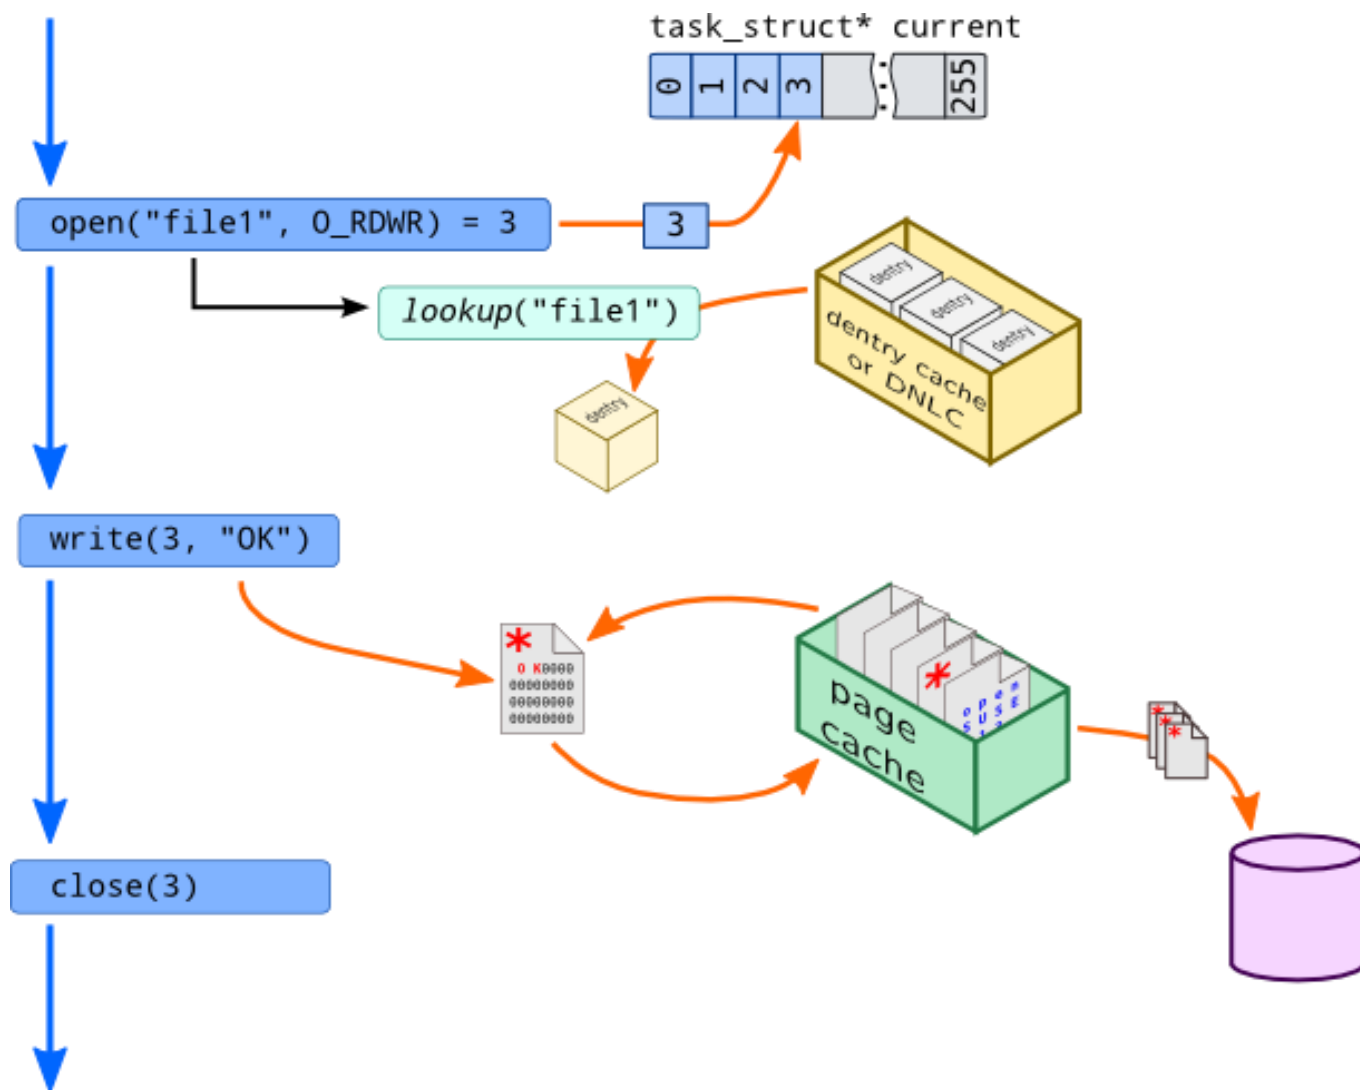 task_struct* current
0 1 2 3 255
open("file1", O_RDWR) = 3
3
lookup("file1")
dentry
dentry
dentry
dentry cache
or DNLC
dentry
write(3, "OK")
*
O K0000
00000000
00000000
00000000
*
o p e n
S U S E
page
cache
*
*
*
close(3)